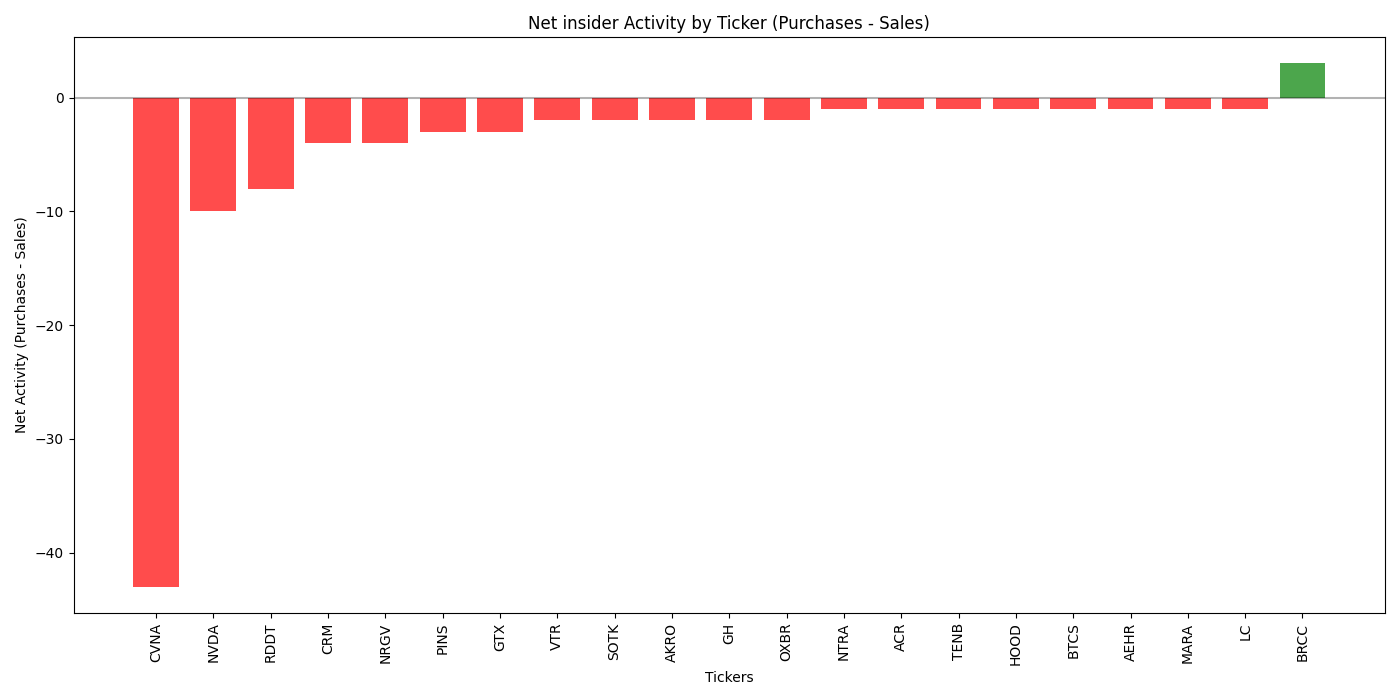 Net insider Activity by Ticker (Purchases - Sales)
Net Activity (Purchases - Sales)
0
−10
−20
−30
−40
CVNA
NVDA
RDDT
CRM
NRGV
PINS
GTX
VTR
SOTK
AKRO
GH
OXBR
NTRA
ACR
TENB
HOOD
BTCS
AEHR
MARA
LC
BRCC
Tickers